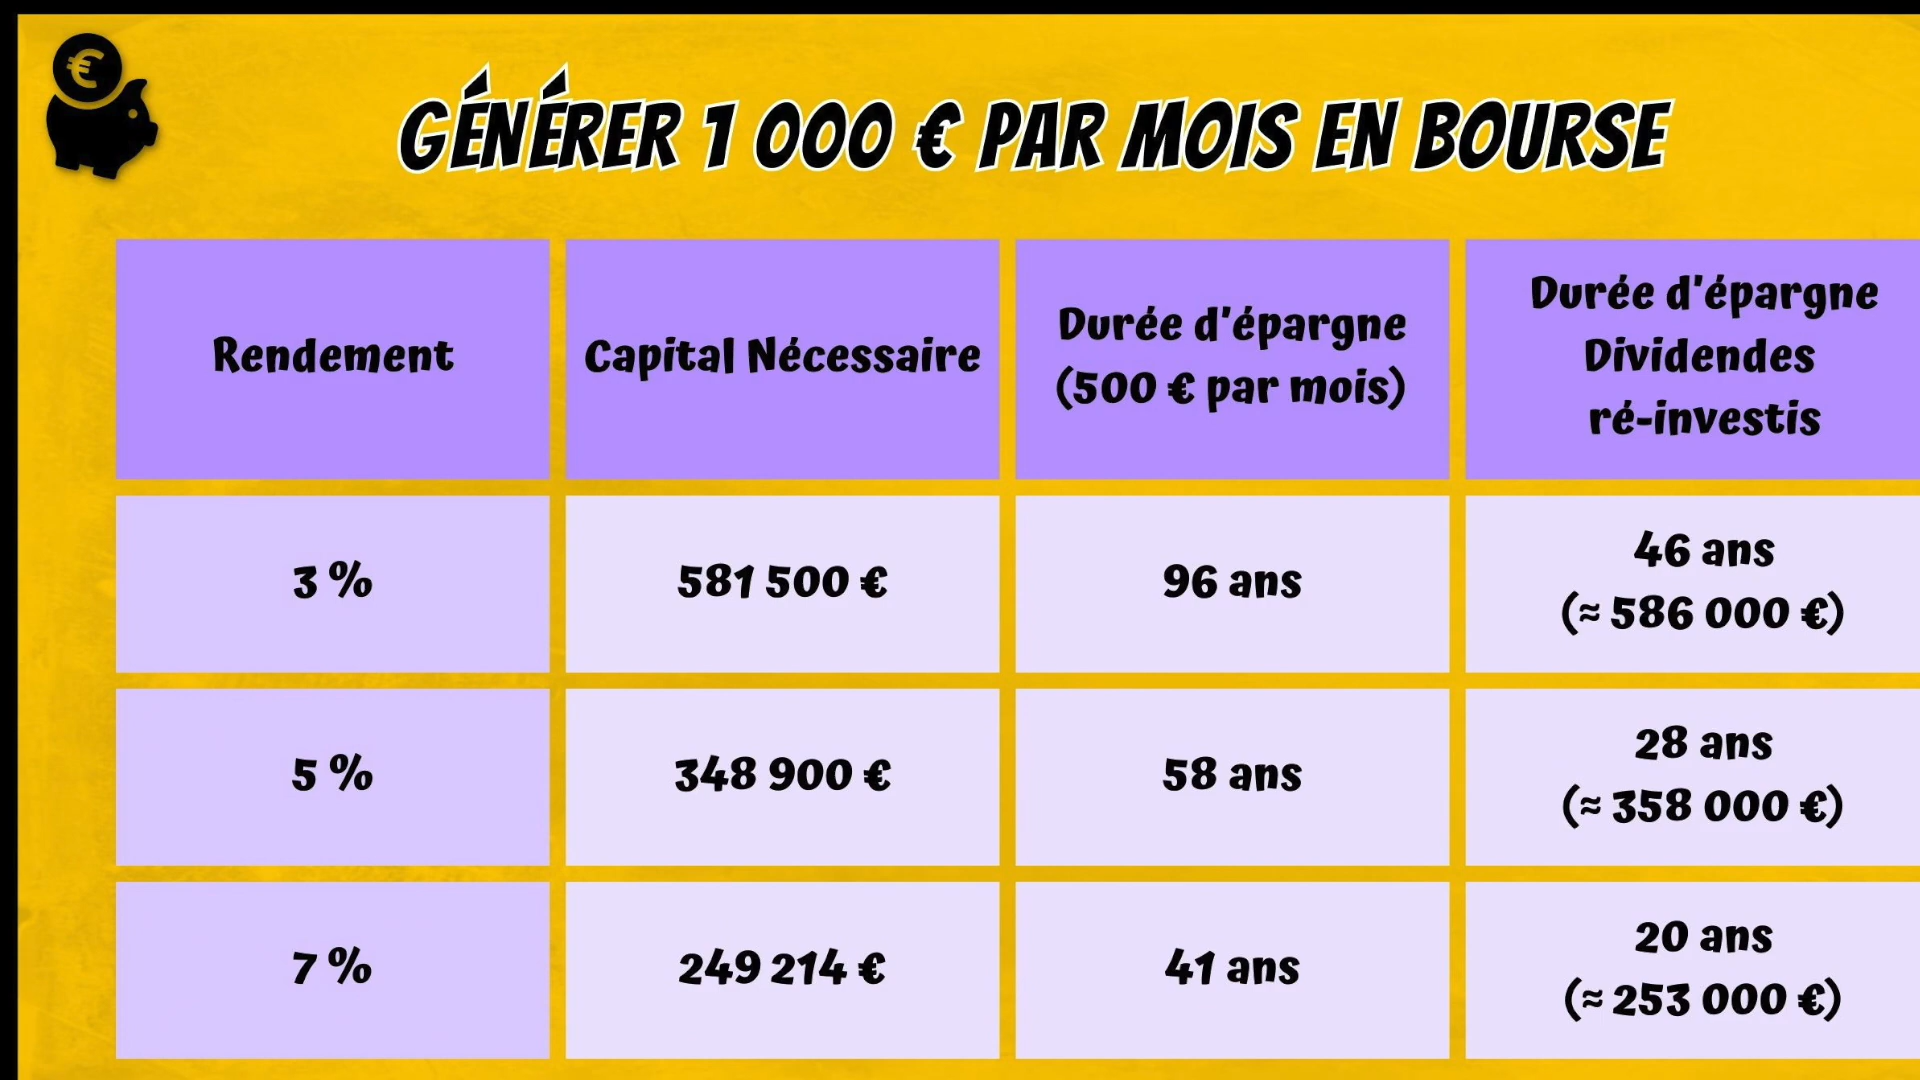 €
GÉNÉRER 1 000 € PAR MOIS EN BOURSE
Rendement
Capital Nécessaire
Durée d'épargne
(500 € par mois)
Durée d'épargne
Dividendes
ré-investis
3 %
581 500 €
96 ans
46 ans
(≈ 586 000 €)
5 %
348 900 €
58 ans
28 ans
(≈ 358 000 €)
7 %
249 214 €
41 ans
20 ans
(≈ 253 000 €)